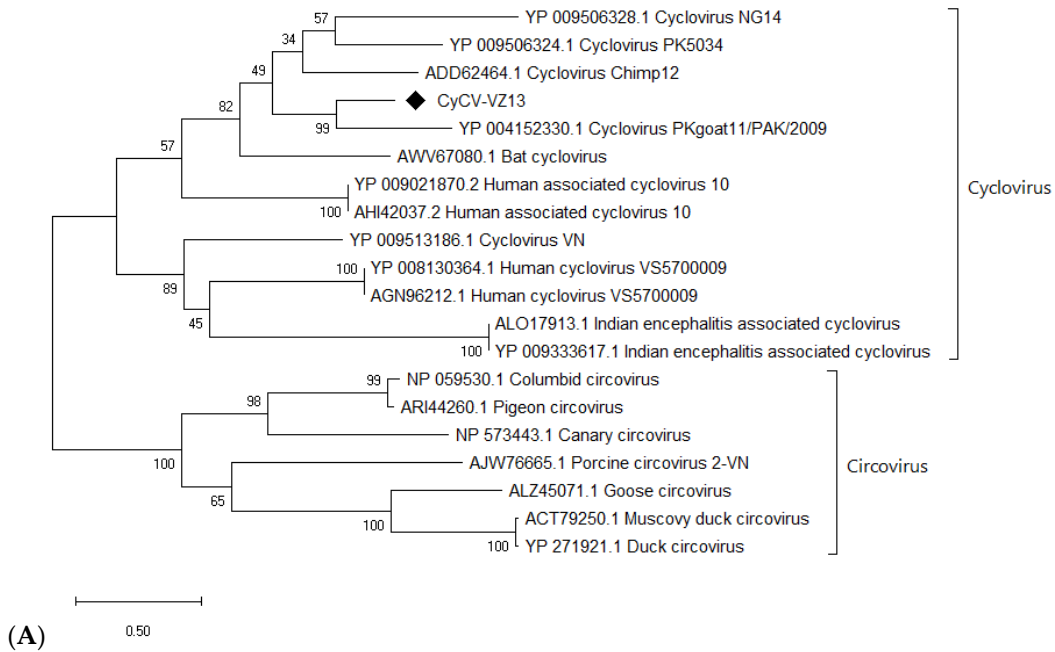 57
YP 009506328.1 Cyclovirus NG14
34
YP 009506324.1 Cyclovirus PK5034
49
ADD62464.1 Cyclovirus Chimp12
82
CyCV-VZ13
99
YP 004152330.1 Cyclovirus PKgoat11/PAK/2009
57
AWV67080.1 Bat cyclovirus
YP 009021870.2 Human associated cyclovirus 10
Cyclovirus
100
AHI42037.2 Human associated cyclovirus 10
YP 009513186.1 Cyclovirus VN
100
YP 008130364.1 Human cyclovirus VS5700009
89
AGN96212.1 Human cyclovirus VS5700009
45
ALO17913.1 Indian encephalitis associated cyclovirus
100
YP 009333617.1 Indian encephalitis associated cyclovirus
99
NP 059530.1 Columbid circovirus
98
ARI44260.1 Pigeon circovirus
NP 573443.1 Canary circovirus
100
AJW76665.1 Porcine circovirus 2-VN
Circovirus
65
ALZ45071.1 Goose circovirus
100
ACT79250.1 Muscovy duck circovirus
100
YP 271921.1 Duck circovirus
0.50
(A)